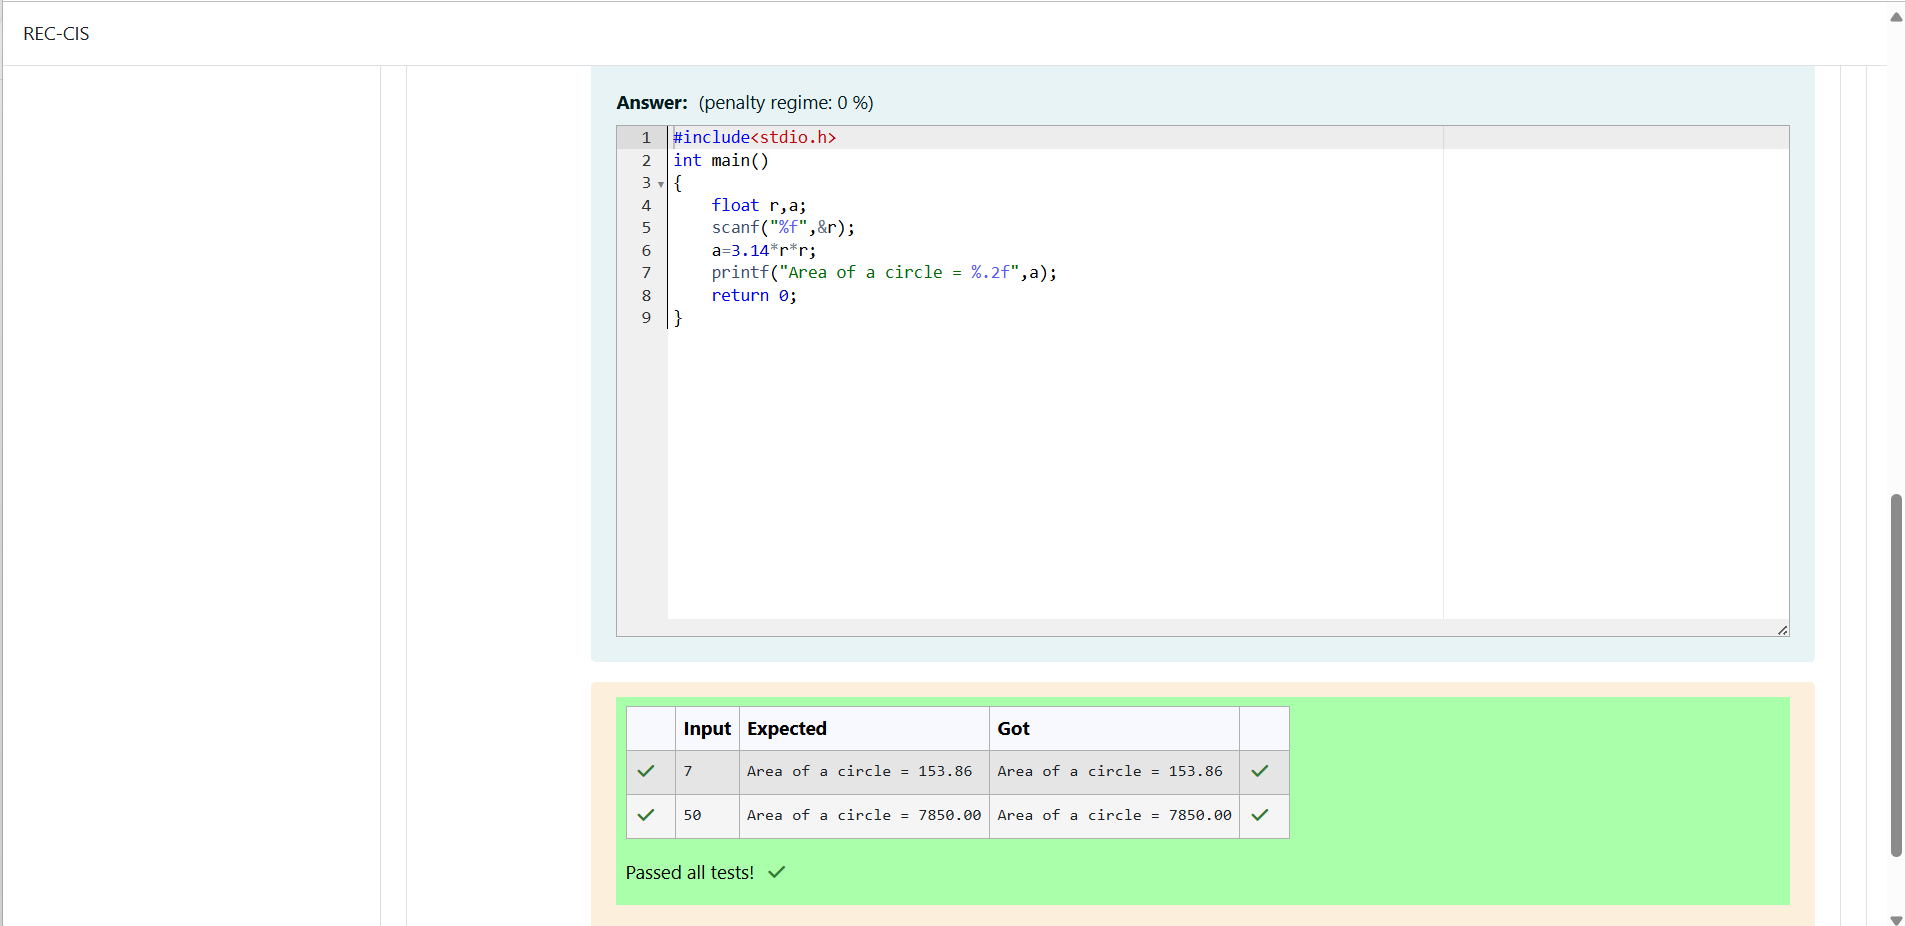 REC-CIS
Answer: (penalty regime: 0 %)
1 #include<stdio.h>
2 int main()
3 {
4 float r,a;
5 scanf("%f",&r);
6 a=3.14*r*r;
7 printf("Area of a circle = %.2f",a);
8 return 0;
9 }
Input Expected Got
7 Area of a circle = 153.86 Area of a circle = 153.86
50 Area of a circle = 7850.00 Area of a circle = 7850.00
Passed all tests!